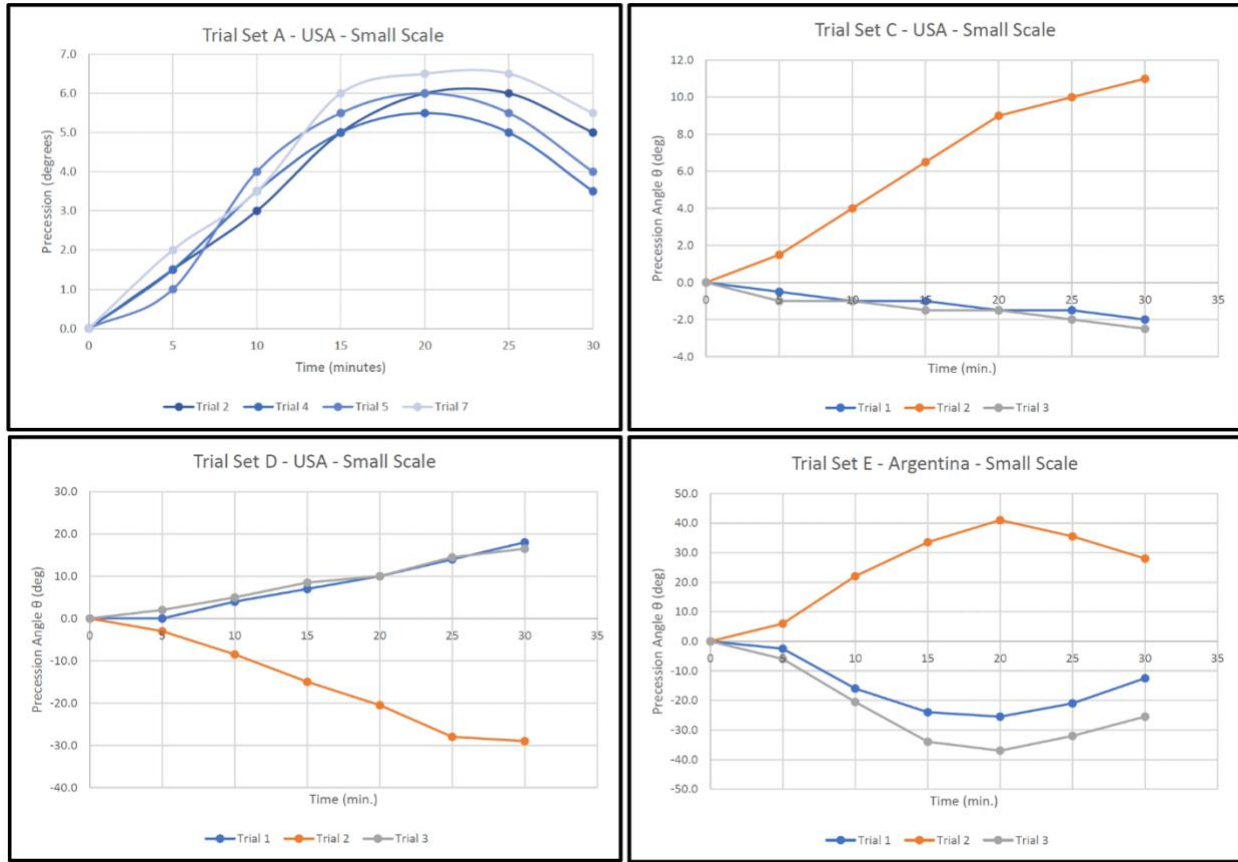 Trial Set A - USA - Small Scale
7.0
6.0
5.0
4.0
3.0
2.0
1.0
0.0
Precession (degrees)
0 5 10 15 20 25 30
Time (minutes)
Trial 2 Trial 4 Trial 5 Trial 7
Trial Set C - USA - Small Scale
12.0
10.0
8.0
6.0
4.0
2.0
0.0
-2.0
-4.0
Precession Angle θ (deg)
0 5 10 15 20 25 30 35
Time (min.)
Trial 1 Trial 2 Trial 3
Trial Set D - USA - Small Scale
30.0
20.0
10.0
0.0
-10.0
-20.0
-30.0
-40.0
Precession Angle θ (deg)
0 5 10 15 20 25 30 35
Time (min.)
Trial 1 Trial 2 Trial 3
Trial Set E - Argentina - Small Scale
50.0
40.0
30.0
20.0
10.0
0.0
-10.0
-20.0
-30.0
-40.0
-50.0
Precession Angle θ (deg)
0 5 10 15 20 25 30 35
Time (min.)
Trial 1 Trial 2 Trial 3